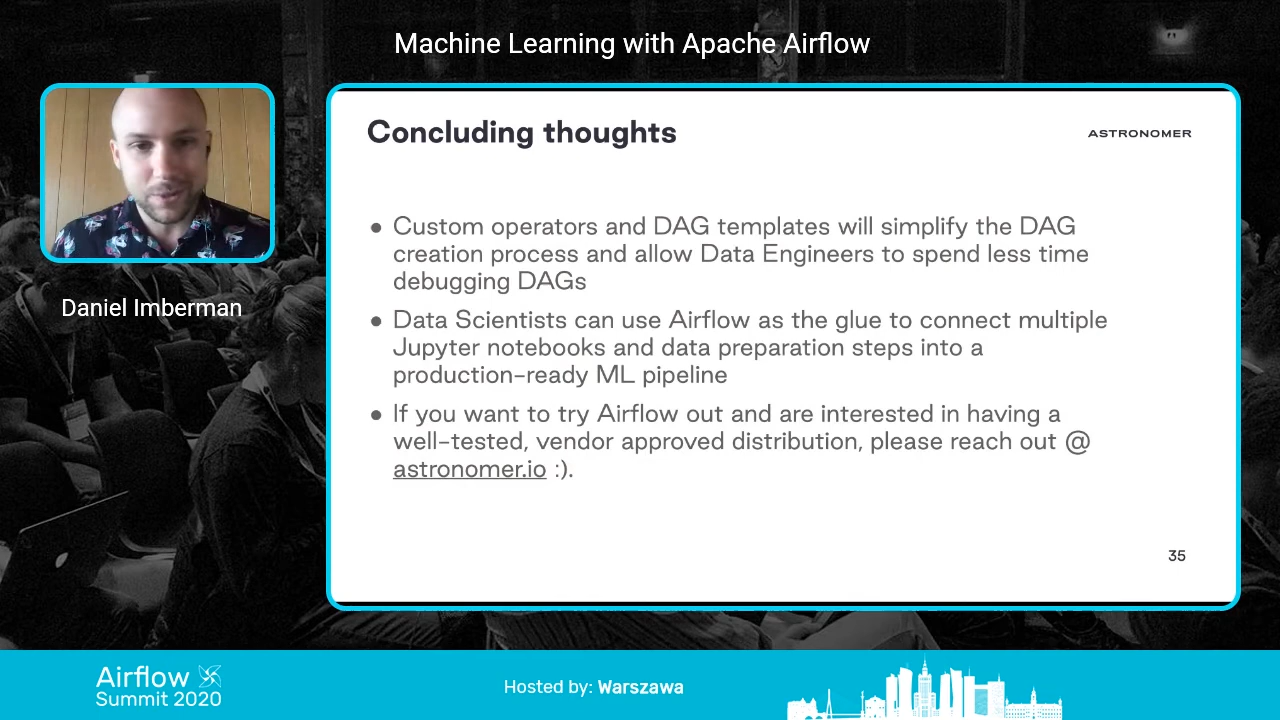 Machine Learning with Apache Airflow
Daniel Imberman
Concluding thoughts
ASTRONOMER
● Custom operators and DAG templates will simplify the DAG
creation process and allow Data Engineers to spend less time
debugging DAGs
● Data Scientists can use Airflow as the glue to connect multiple
Jupyter notebooks and data preparation steps into a
production-ready ML pipeline
● If you want to try Airflow out and are interested in having a
well-tested, vendor approved distribution, please reach out @
astronomer.io :).
35
Airflow
Summit 2020
Hosted by: Warszawa